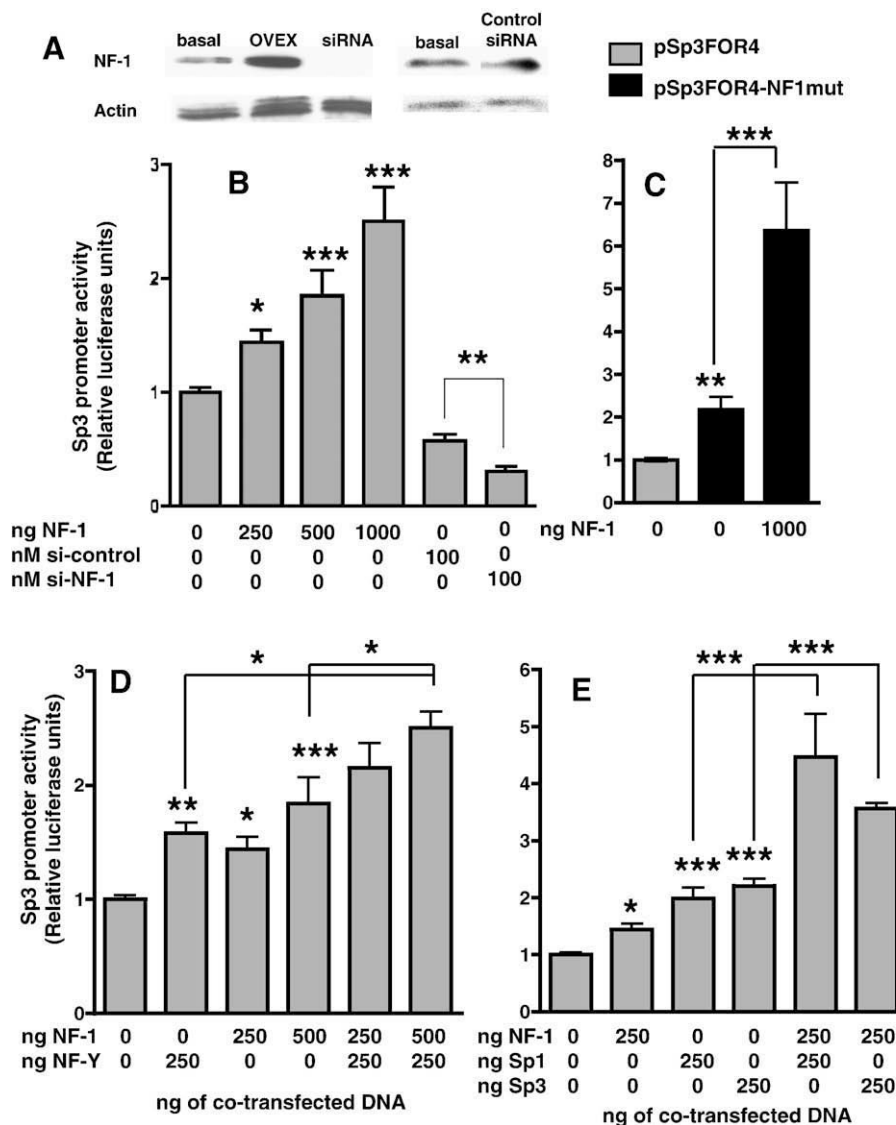 A
basal OVEX siRNA
NF-1
Actin
basal Control siRNA
pSp3FOR4
pSp3FOR4-NF1mut
B
Sp3 promoter activity
(Relative luciferase units)
3
2
1
0
*
***
***
**
ng NF-1 0 250 500 1000 0 0
nM si-control 0 0 0 0 100 0
nM si-NF-1 0 0 0 0 0 100
C
8
7
6
5
4
3
2
1
0
**
***
ng NF-1 0 0 1000
D
Sp3 promoter activity
(Relative luciferase units)
3
2
1
0
**
*
***
*
*
ng NF-1 0 0 250 500 250 500
ng NF-Y 0 250 0 0 250 250
ng of co-transfected DNA
E
6
5
4
3
2
1
0
*
***
***
***
***
ng NF-1 0 250 0 0 250 250
ng Sp1 0 0 250 0 250 0
ng Sp3 0 0 0 250 0 250
ng of co-transfected DNA